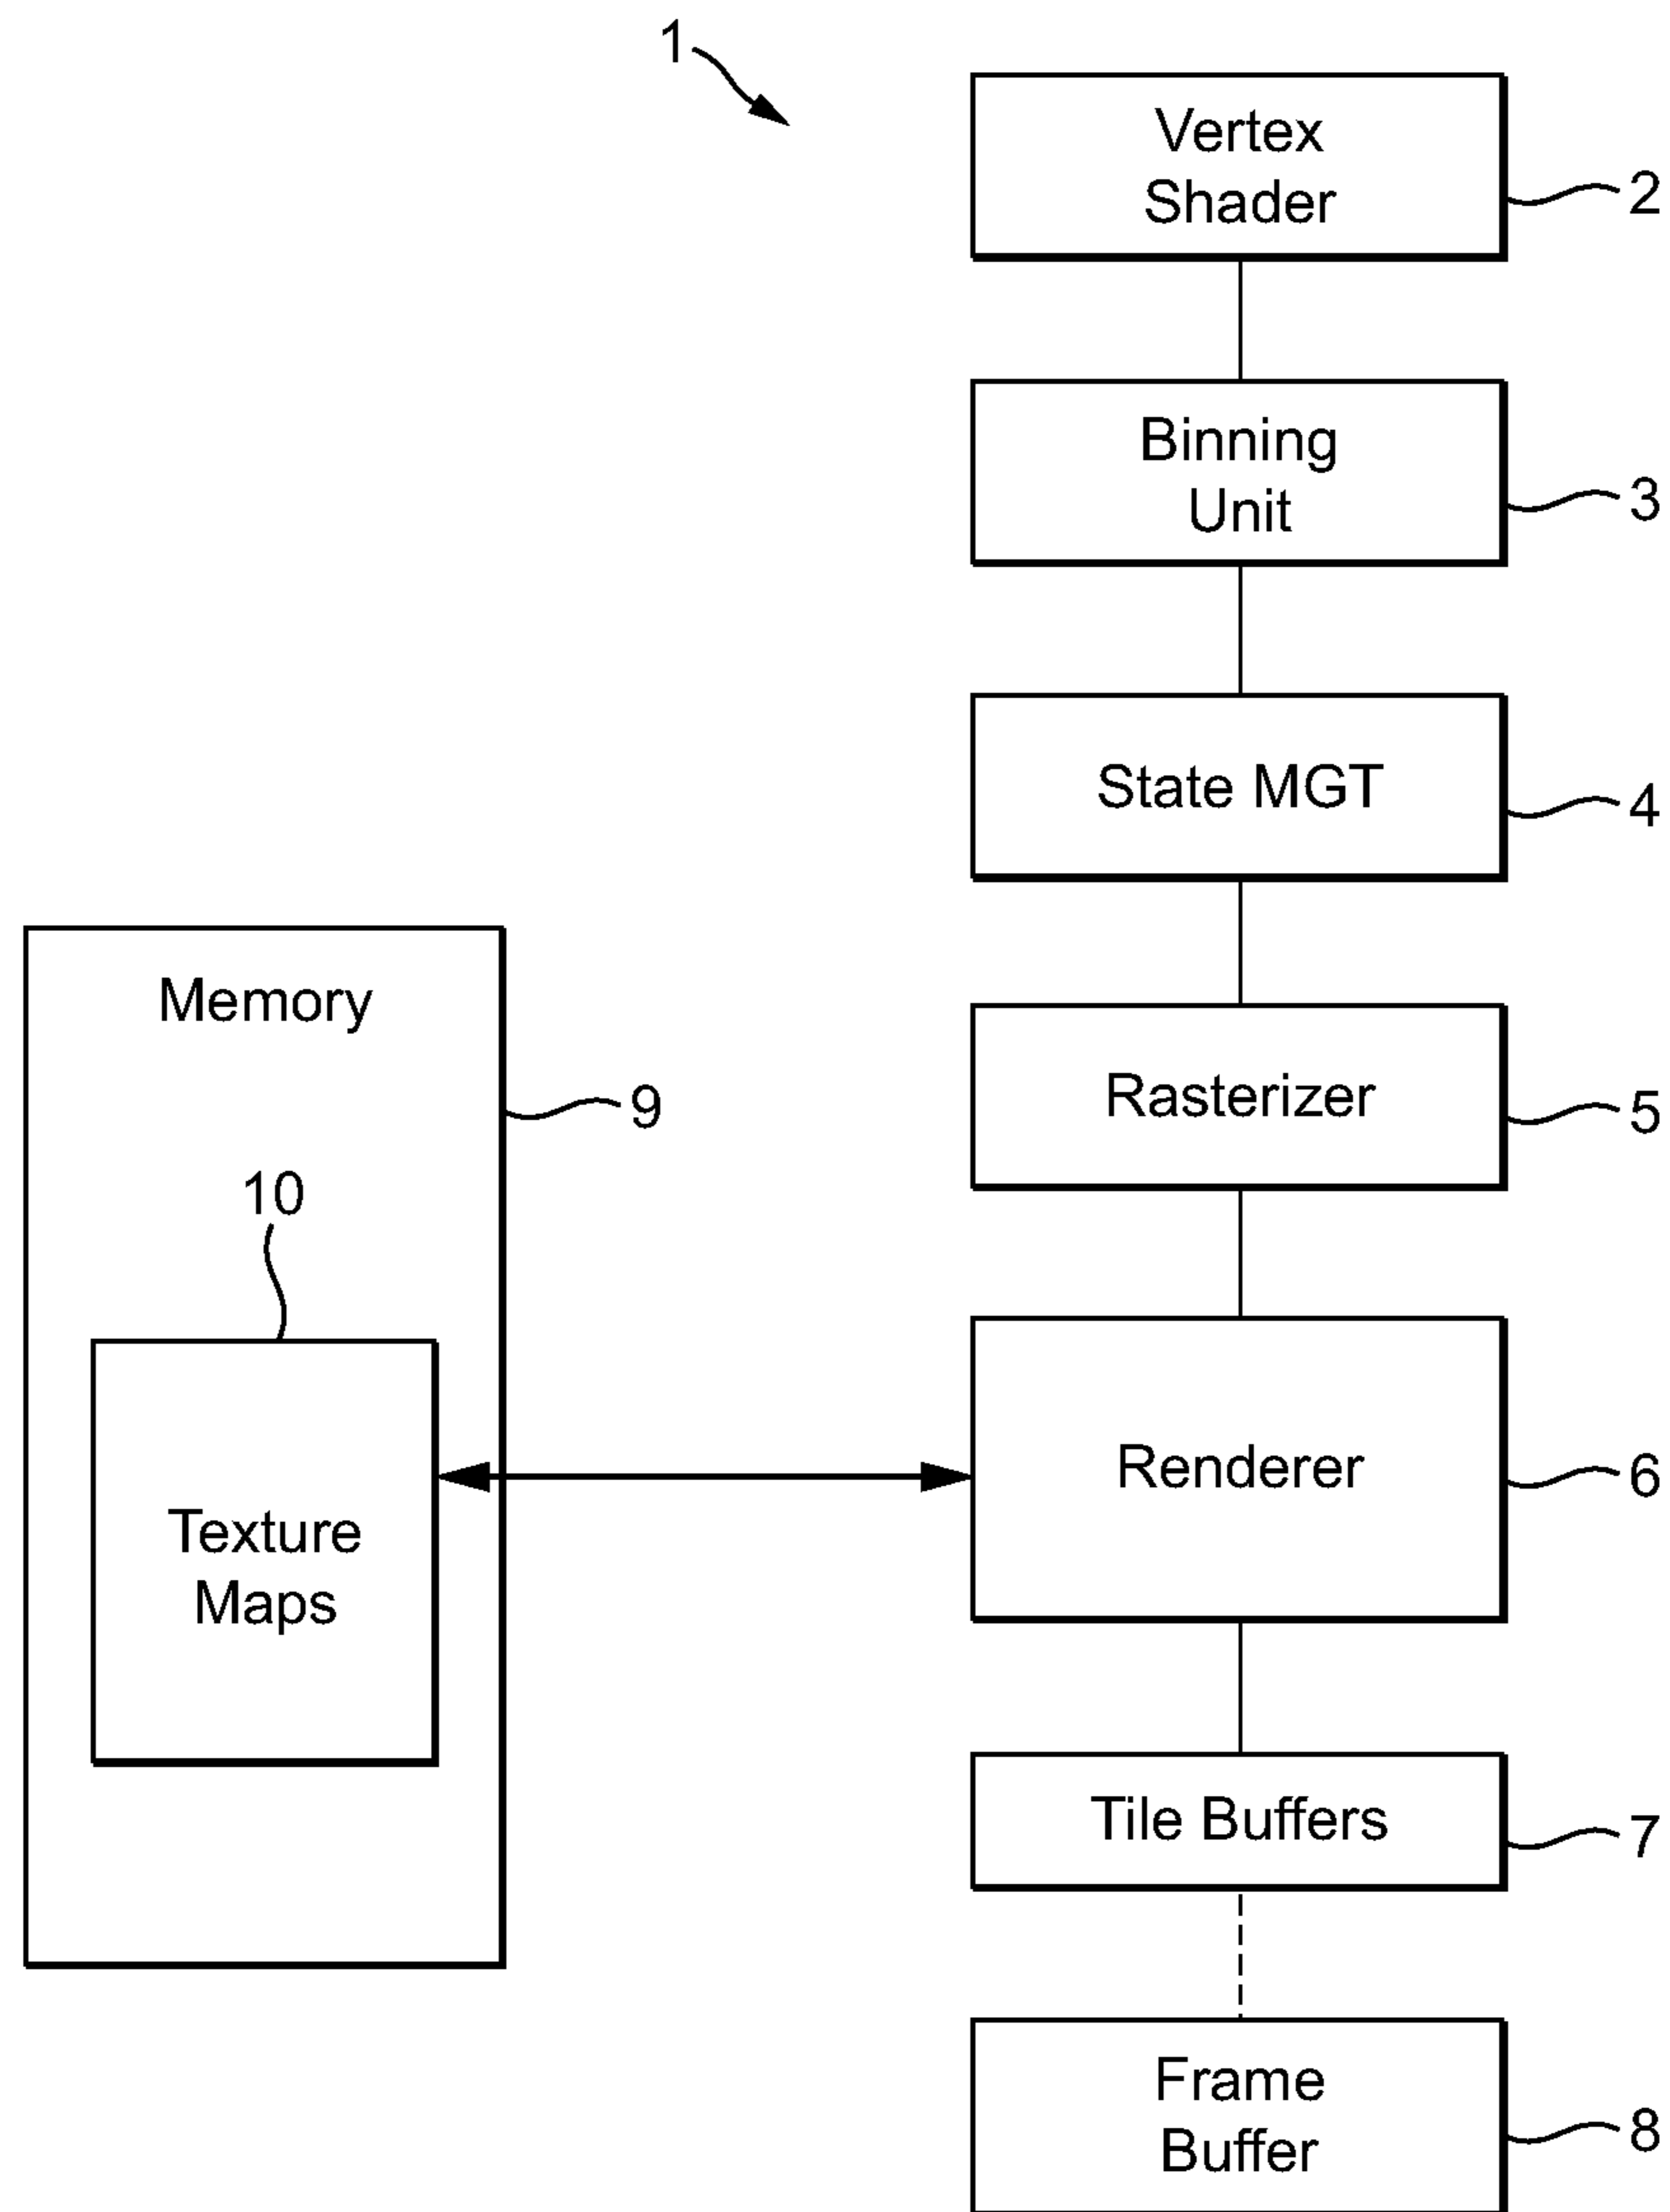 1
Vertex
Shader
2
Binning
Unit
3
State MGT
4
Memory
9
Rasterizer
5
10
Texture
Maps
Renderer
6
Tile Buffers
7
Frame
Buffer
8